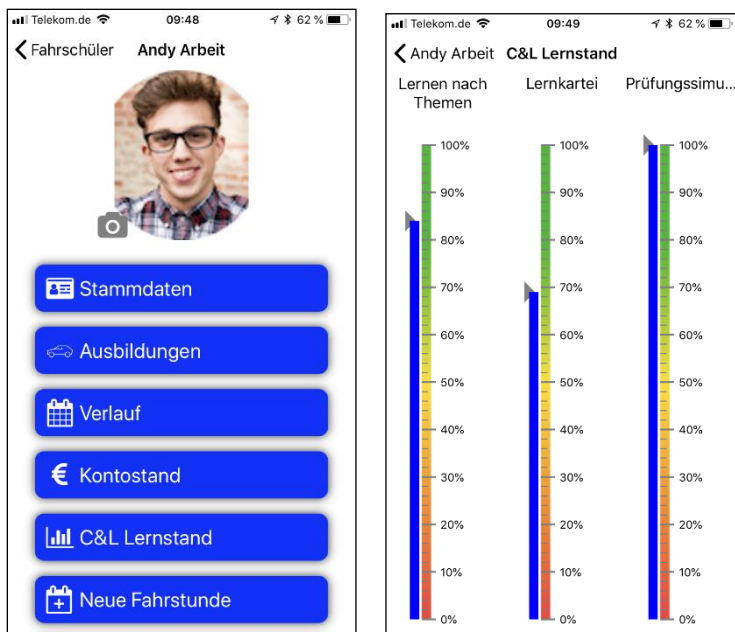 Telekom.de 09:48 62 %
Fahrschüler Andy Arbeit
Stammdaten
Ausbildungen
Verlauf
€ Kontostand
C&L Lernstand
Neue Fahrstunde
Telekom.de 09:49 62 %
Andy Arbeit C&L Lernstand
Lernen nach
Themen
Lernkartei
Prüfungssimu...
100% 100% 100%
90% 90% 90%
80% 80% 80%
70% 70% 70%
60% 60% 60%
50% 50% 50%
40% 40% 40%
30% 30% 30%
20% 20% 20%
10% 10% 10%
0% 0% 0%